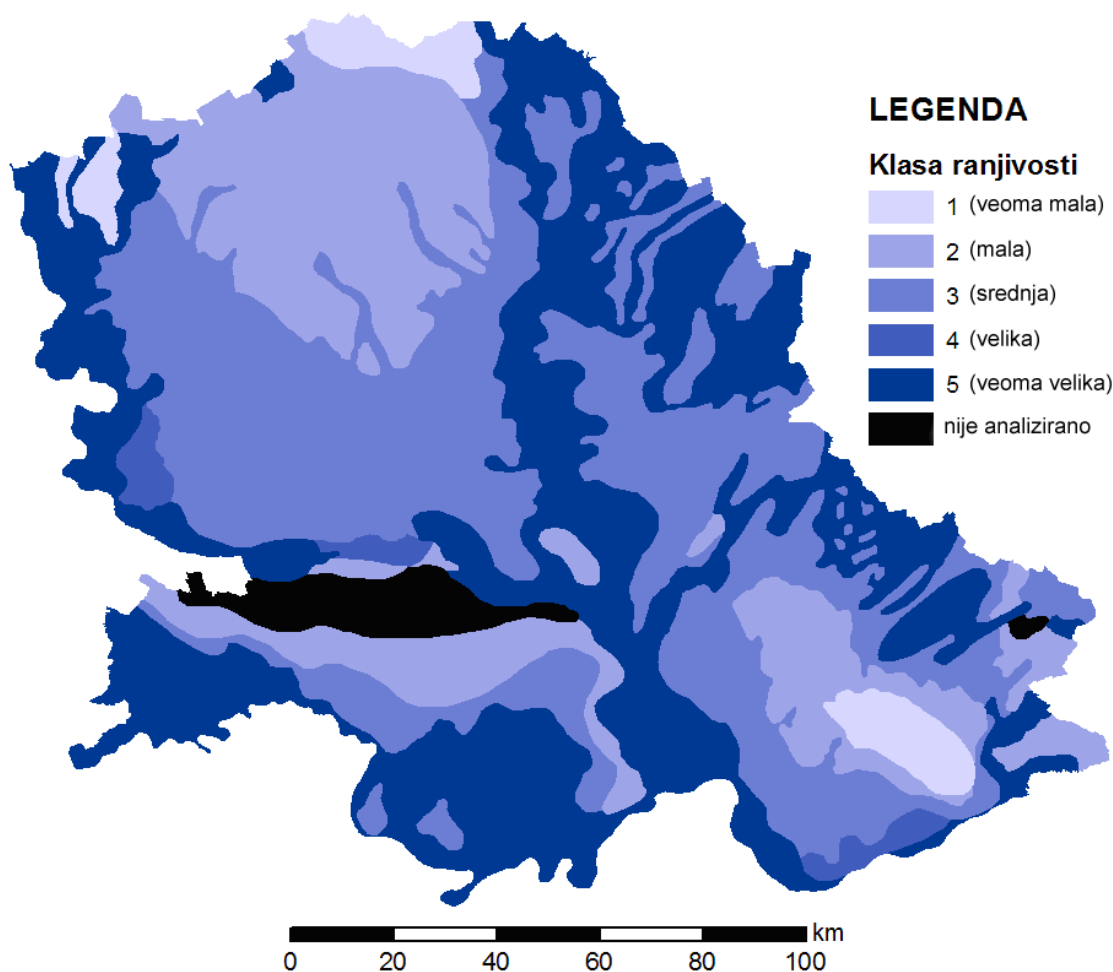 LEGENDA
Klasa ranjivosti
1 (veoma mala)
2 (mala)
3 (srednja)
4 (velika)
5 (veoma velika)
nije analizirano
km
0 20 40 60 80 100